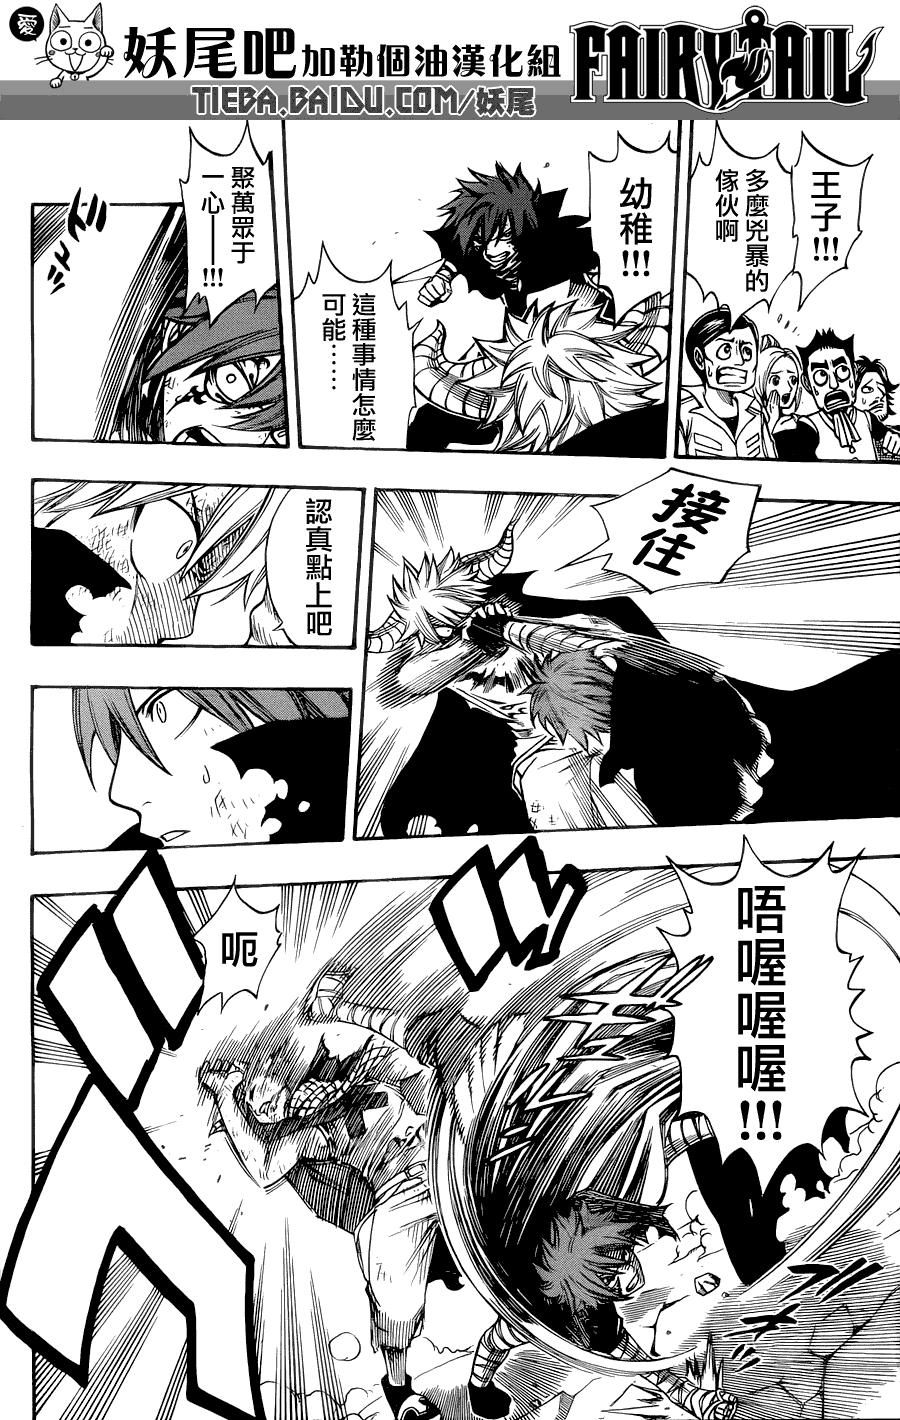 愛
妖尾吧加勒個油漢化組
TIEBA.BAIDU.COM/妖尾
FAIRY TAIL
王子!!!
多麼兇暴的
傢伙啊
幼稚!!!
這種事情怎麼
可能……
聚萬眾于
一心——!!!
接住
認真點上吧
唔喔喔喔!!!
呃